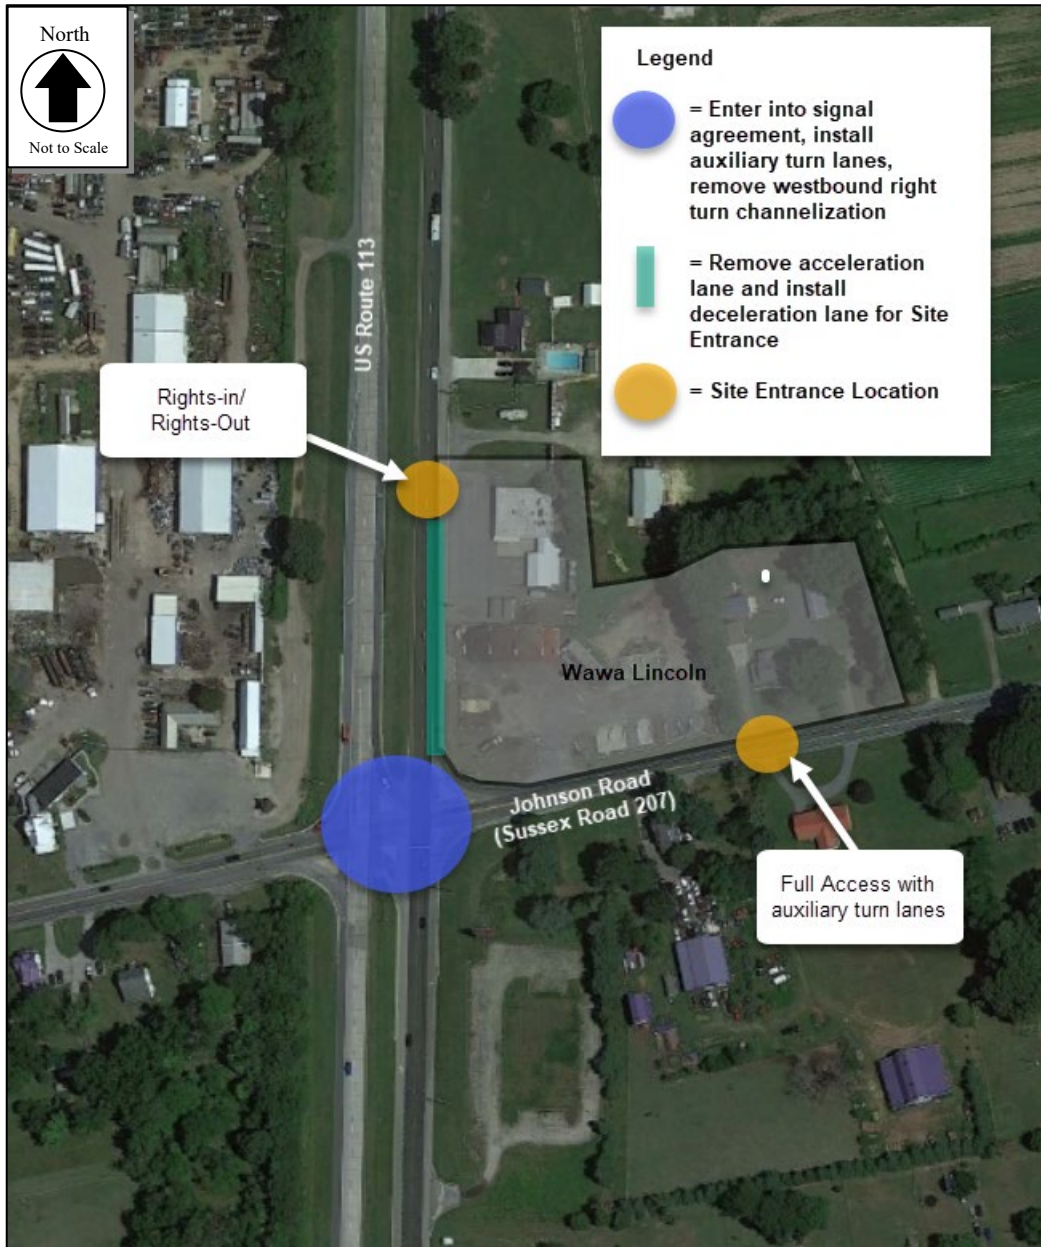 North
Not to Scale
Legend
= Enter into signal
agreement, install
auxiliary turn lanes,
remove westbound right
turn channelization
= Remove acceleration
lane and install
deceleration lane for Site
Entrance
= Site Entrance Location
US Route 113
Rights-in/
Rights-Out
Wawa Lincoln
Johnson Road
(Sussex Road 207)
Full Access with
auxiliary turn lanes